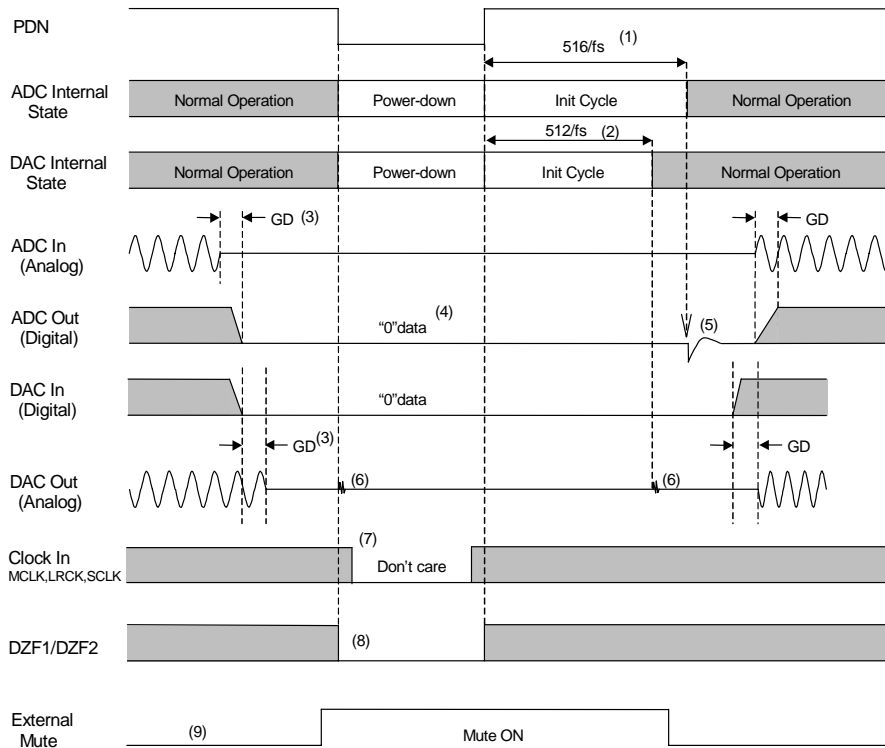 PDN
516/fs (1)
ADC Internal
State
Normal Operation Power-down Init Cycle Normal Operation
512/fs (2)
DAC Internal
State
Normal Operation Power-down Init Cycle Normal Operation
GD (3) GD
ADC In
(Analog)
ADC Out
(Digital)
“0”data (4) (5)
DAC In
(Digital)
“0”data
GD (3) GD
DAC Out
(Analog)
(6) (6)
Clock In
MCLK,LRCK,SCLK
(7)
Don't care
DZF1/DZF2
(8)
External
Mute
(9) Mute ON